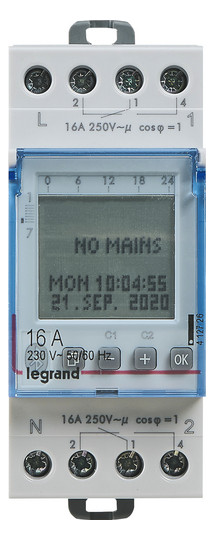 2 1 4
L 1
16A 250V~µ cosφ=1
0 6 12 18 24
1
7
NO MAINS
MON 10:04:55
21.SEP. 2020
16 A C1 C2
230 V~ 50/60 Hz
− + OK
legrand
4 127 26
16A 250V~µ cosφ=1
N 2
2 1 4